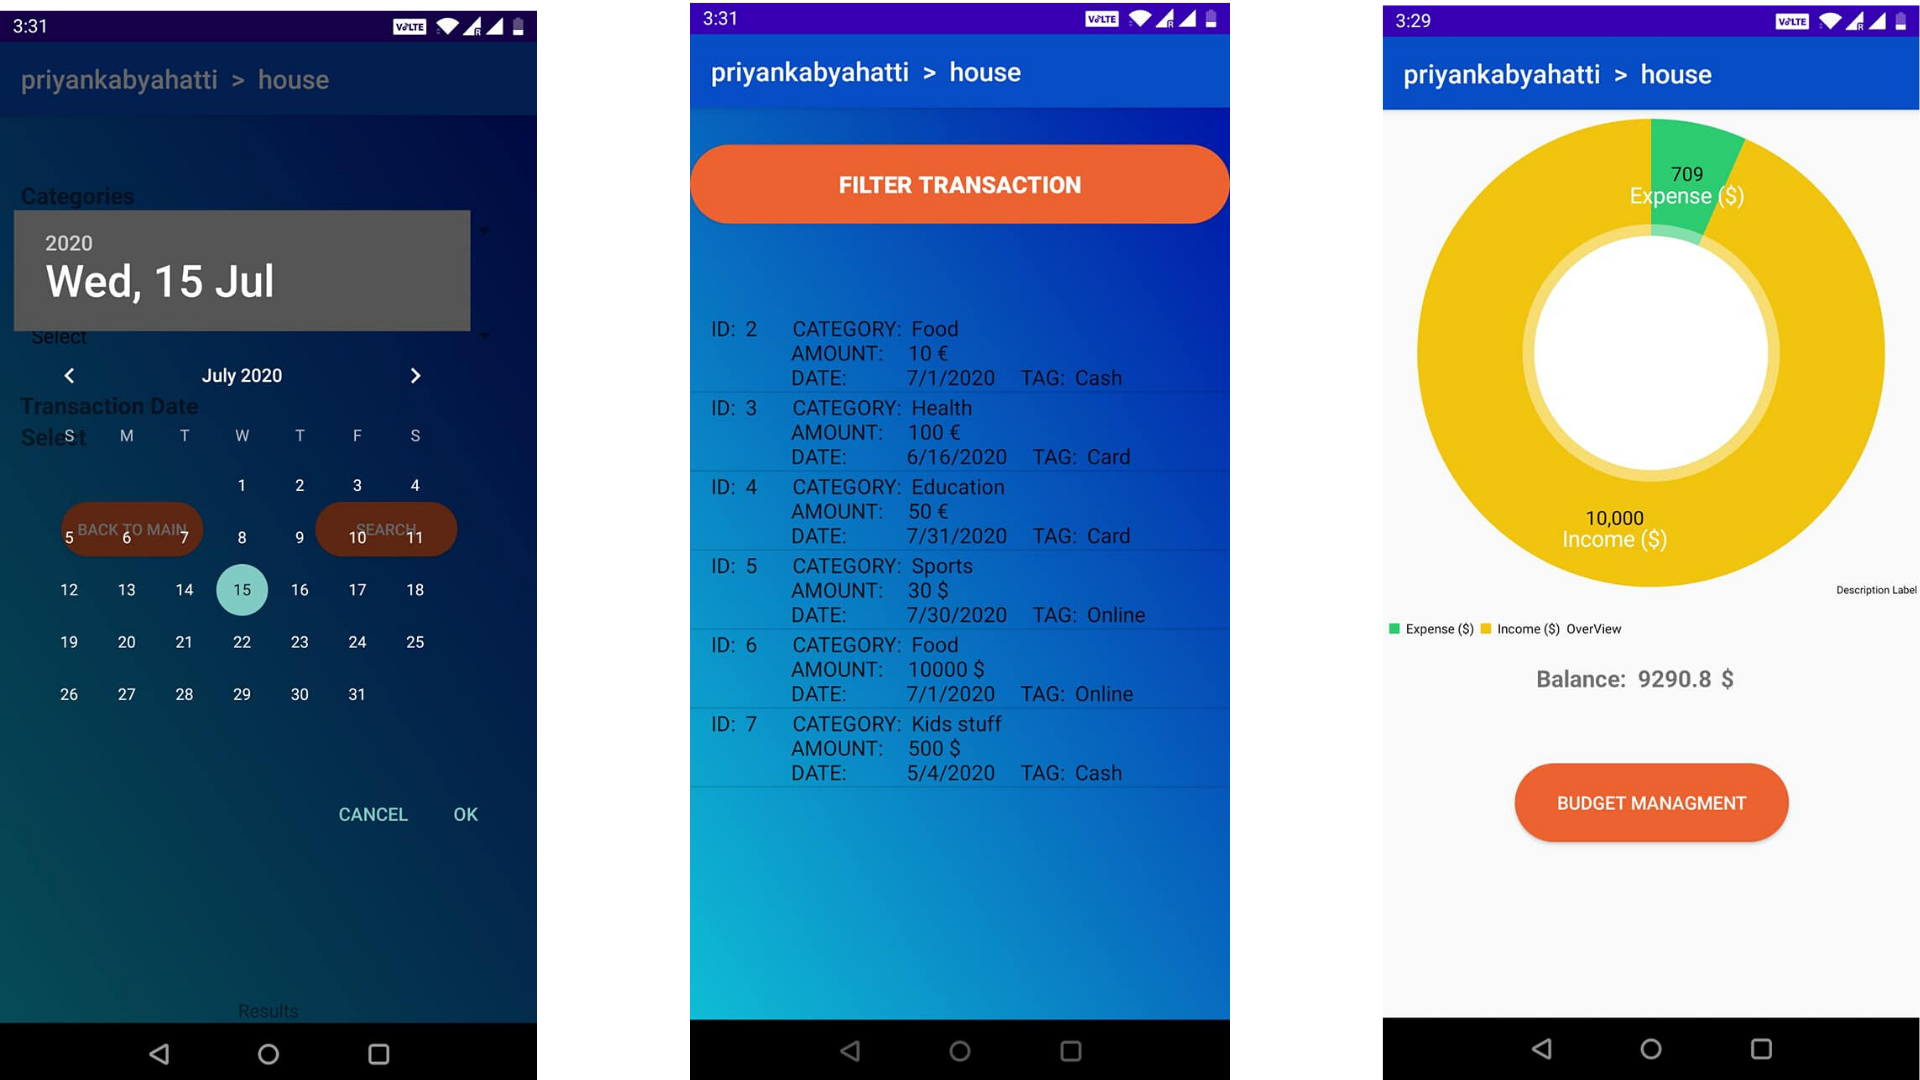 3:31
VoLTE
R
priyankabyahatti > house
Categories
2020
Wed, 15 Jul
Select
July 2020
Transaction Date
Select
S M T W T F S
1 2 3 4
BACK TO MAIN SEARCH
5 6 7 8 9 10 11
12 13 14 15 16 17 18
19 20 21 22 23 24 25
26 27 28 29 30 31
CANCEL OK
Results
3:31
VoLTE
R
priyankabyahatti > house
FILTER TRANSACTION
ID: 2 CATEGORY: Food
AMOUNT: 10 €
DATE: 7/1/2020 TAG: Cash
ID: 3 CATEGORY: Health
AMOUNT: 100 €
DATE: 6/16/2020 TAG: Card
ID: 4 CATEGORY: Education
AMOUNT: 50 €
DATE: 7/31/2020 TAG: Card
ID: 5 CATEGORY: Sports
AMOUNT: 30 $
DATE: 7/30/2020 TAG: Online
ID: 6 CATEGORY: Food
AMOUNT: 10000 $
DATE: 7/1/2020 TAG: Online
ID: 7 CATEGORY: Kids stuff
AMOUNT: 500 $
DATE: 5/4/2020 TAG: Cash
3:29
VoLTE
R
priyankabyahatti > house
709
Expense ($)
10,000
Income ($)
Description Label
Expense ($) Income ($) OverView
Balance: 9290.8 $
BUDGET MANAGMENT